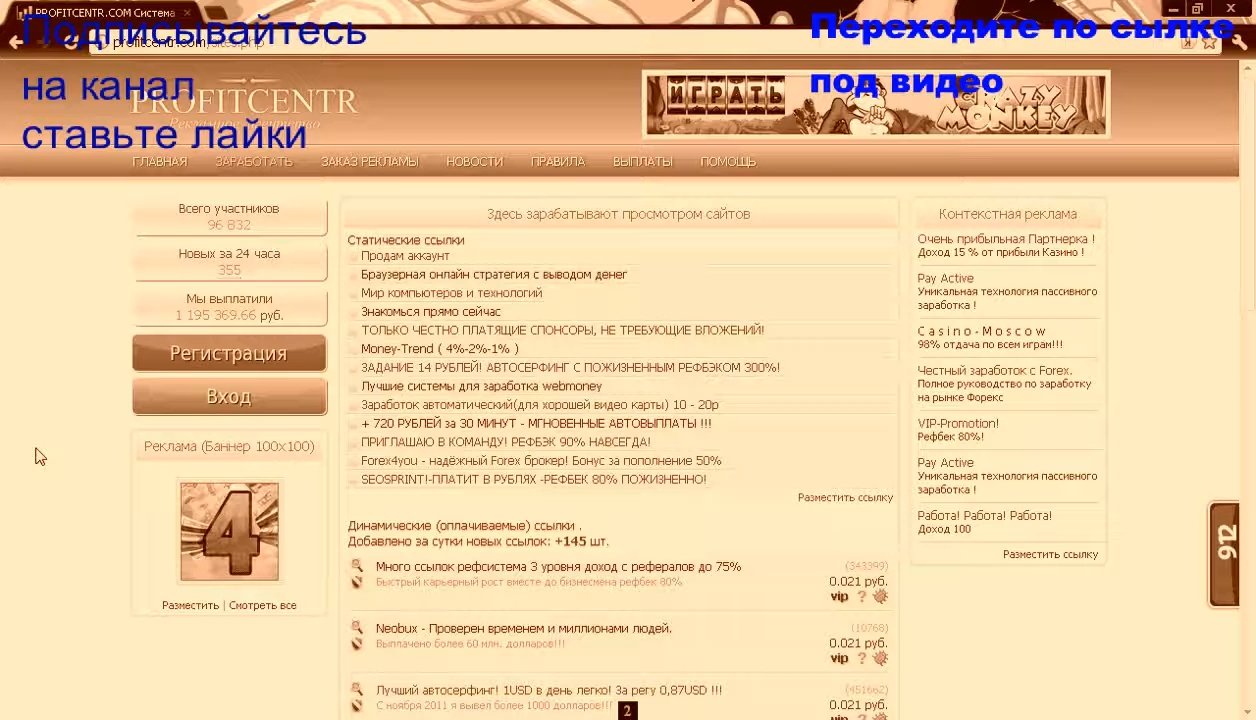 PROFITCENTR.COM Система
Подписывайтесь
на канал
ставьте лайки
Переходите по сылке
под видео
profitcentr.com/sites.php
PROFITCENTR
Рекламное агентство
ИГРАТЬ
CRAZY
MONKEY
ГЛАВНАЯ ЗАРАБОТАТЬ ЗАКАЗ РЕКЛАМЫ НОВОСТИ ПРАВИЛА ВЫПЛАТЫ ПОМОЩЬ
Всего участников
96 832
Новых за 24 часа
355
Мы выплатили
1 195 369.66 руб.
Регистрация
Вход
Реклама (Баннер 100x100)
4
Разместить | Смотреть все
Здесь зарабатывают просмотром сайтов
Статические ссылки
Продам аккаунт
Браузерная онлайн стратегия с выводом денег
Мир компьютеров и технологий
Знакомься прямо сейчас
ТОЛЬКО ЧЕСТНО ПЛАТЯЩИЕ СПОНСОРЫ, НЕ ТРЕБУЮЩИЕ ВЛОЖЕНИЙ!
Money-Trend ( 4%-2%-1% )
ЗАДАНИЕ 14 РУБЛЕЙ! АВТОСЕРФИНГ С ПОЖИЗНЕННЫМ РЕФБЭКОМ 300%!
Лучшие системы для заработка webmoney
Заработок автоматический(для хорошей видео карты) 10 - 20р
+ 720 РУБЛЕЙ за 30 МИНУТ - МГНОВЕННЫЕ АВТОВЫПЛАТЫ !!!
ПРИГЛАШАЮ В КОМАНДУ! РЕФБЭК 90% НАВСЕГДА!
Forex4you - надёжный Forex брокер! Бонус за пополнение 50%
SEOSPRINT!-ПЛАТИТ В РУБЛЯХ -РЕФБЕК 80% ПОЖИЗНЕННО!
Разместить ссылку
Динамические (оплачиваемые) ссылки .
Добавлено за сутки новых ссылок: +145 шт.
Много ссылок рефсистема 3 уровня доход с рефералов до 75% (343399)
Быстрый карьерный рост вместе до бизнесмена рефбек 80% 0.021 руб.
vip ?
Neobux - Проверен временем и миллионами людей. (10768)
Выплачено более 60 млн. долларов!!! 0.021 руб.
vip ?
Лучший автосерфинг! 1USD в день легко! За регу 0,87USD !!! (451662)
С ноября 2011 я вывел более 1000 долларов!!! 0.021 руб.
vip ?
2
Контекстная реклама
Очень прибыльная Партнерка !
Доход 15 % от прибыли Казино !
Pay Active
Уникальная технология пассивного
заработка !
C a s i n o - M o s c o w
98% отдача по всем играм!!!
Честный заработок с Forex.
Полное руководство по заработку
на рынке Форекс
VIP-Promotion!
Рефбек 80%!
Pay Active
Уникальная технология пассивного
заработка !
Работа! Работа! Работа!
Доход 100
Разместить ссылку
912